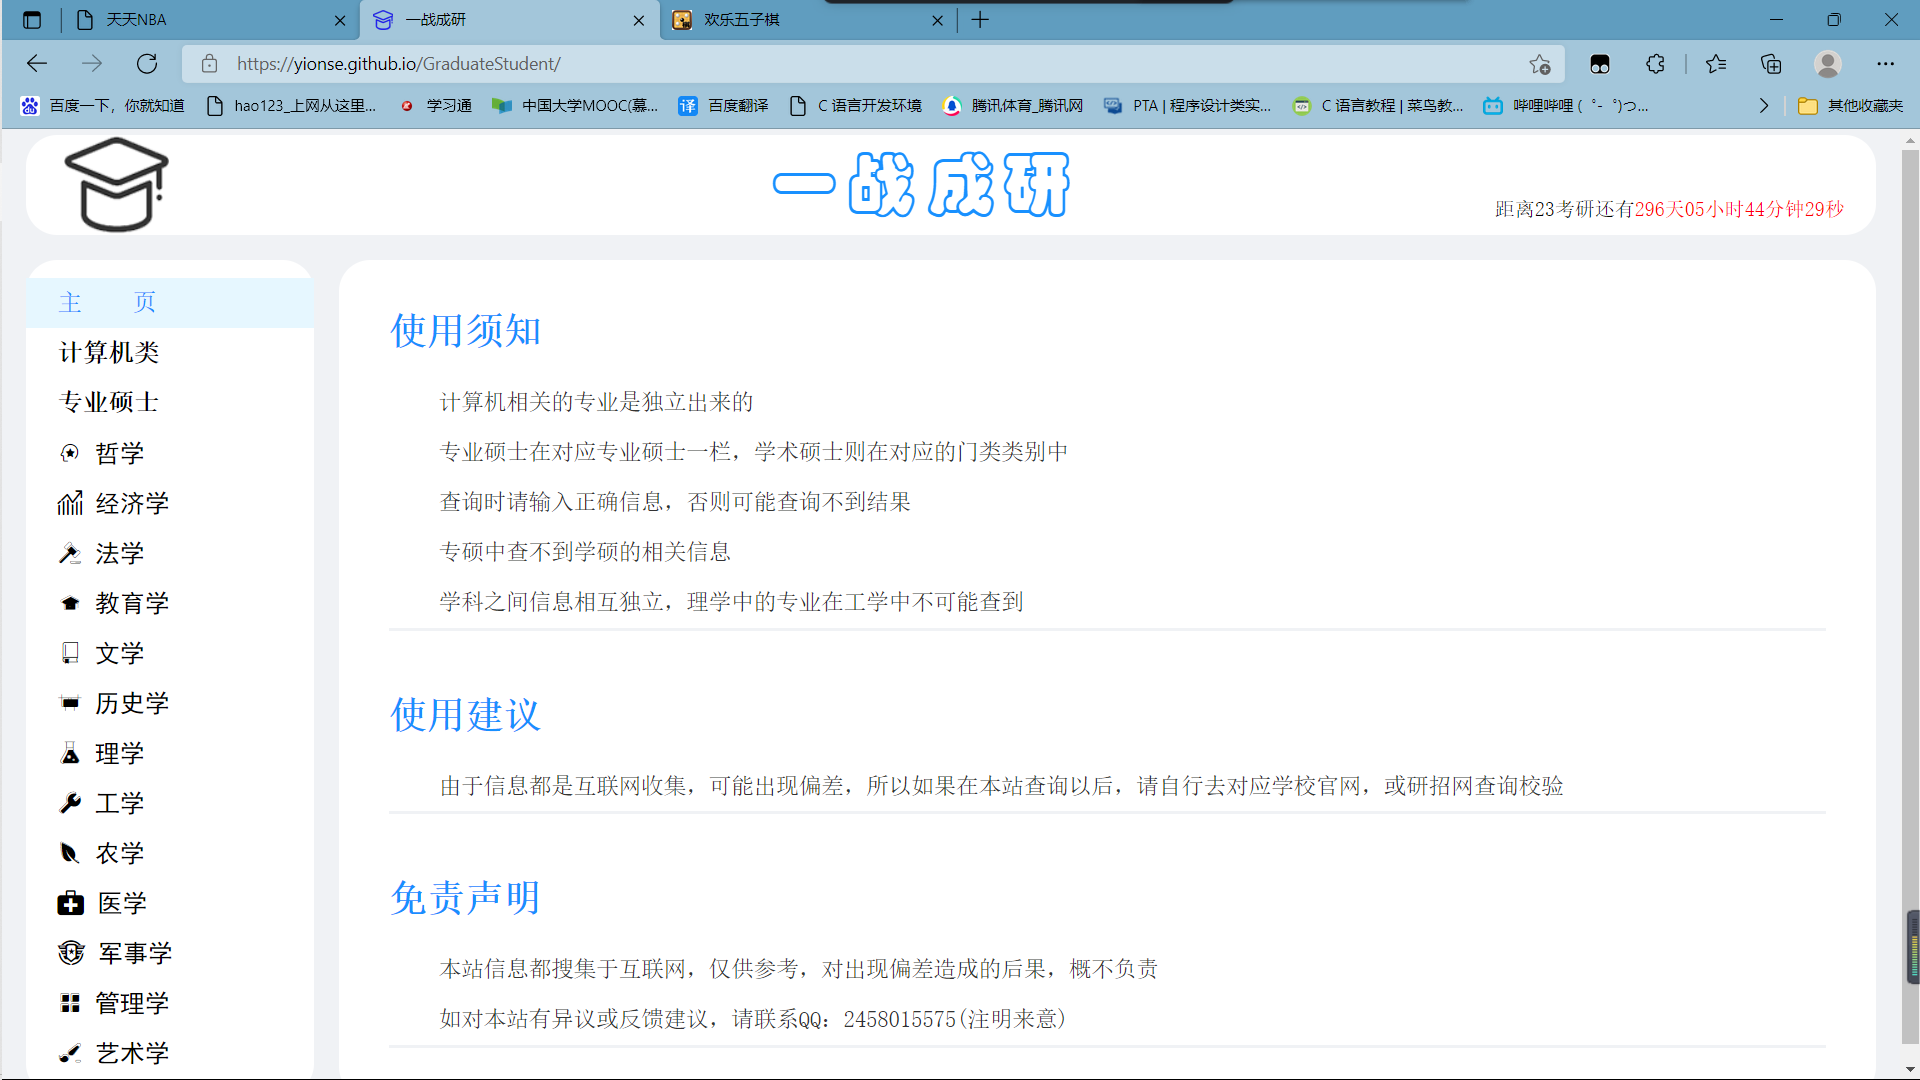 天天NBA
一战成研
欢乐五子棋
https://yionse.github.io/GraduateStudent/
百度一下，你就知道
hao123_上网从这里...
学习通
中国大学MOOC(慕...
译
百度翻译
C 语言开发环境
腾讯体育_腾讯网
PTA | 程序设计类实...
C 语言教程 | 菜鸟教...
哔哩哔哩 ( ゜- ゜)つ...
其他收藏夹
一战成研
距离23考研还有296天05小时44分钟29秒
主 页
计算机类
专业硕士
哲学
经济学
法学
教育学
文学
历史学
理学
工学
农学
医学
军事学
管理学
艺术学
使用须知
计算机相关的专业是独立出来的
专业硕士在对应专业硕士一栏，学术硕士则在对应的门类类别中
查询时请输入正确信息，否则可能查询不到结果
专硕中查不到学硕的相关信息
学科之间信息相互独立，理学中的专业在工学中不可能查到
使用建议
由于信息都是互联网收集，可能出现偏差，所以如果在本站查询以后，请自行去对应学校官网，或研招网查询校验
免责声明
本站信息都搜集于互联网，仅供参考，对出现偏差造成的后果，概不负责
如对本站有异议或反馈建议，请联系QQ：2458015575(注明来意)